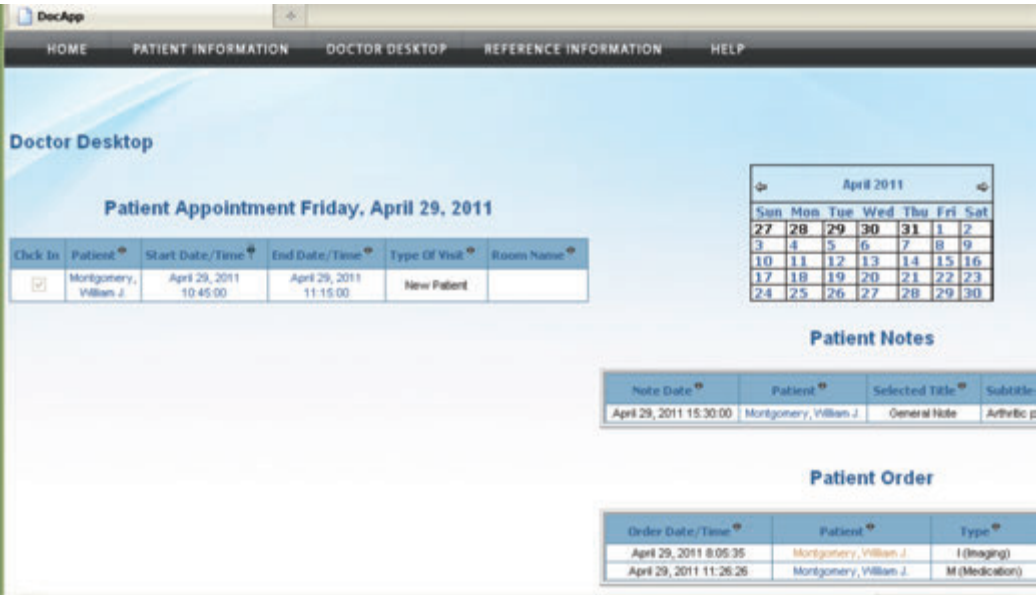 DocApp
HOME PATIENT INFORMATION DOCTOR DESKTOP REFERENCE INFORMATION HELP
Doctor Desktop
Patient Appointment Friday, April 29, 2011
Chck In Patient Start Date/Time End Date/Time Type Of Visit Room Name
Montgomery, William J. April 29, 2011 10:45:00 April 29, 2011 11:15:00 New Patient
April 2011
Sun Mon Tue Wed Thu Fri Sat
27 28 29 30 31 1 2
3 4 5 6 7 8 9
10 11 12 13 14 15 16
17 18 19 20 21 22 23
24 25 26 27 28 29 30
Patient Notes
Note Date Patient Selected Title Subtitle
April 29, 2011 15:30:00 Montgomery, William J. General Note Arthritic p
Patient Order
Order Date/Time Patient Type
April 29, 2011 8:05:35 Montgomery, William J. I (Imaging)
April 29, 2011 11:26:26 Montgomery, William J. M (Medication)